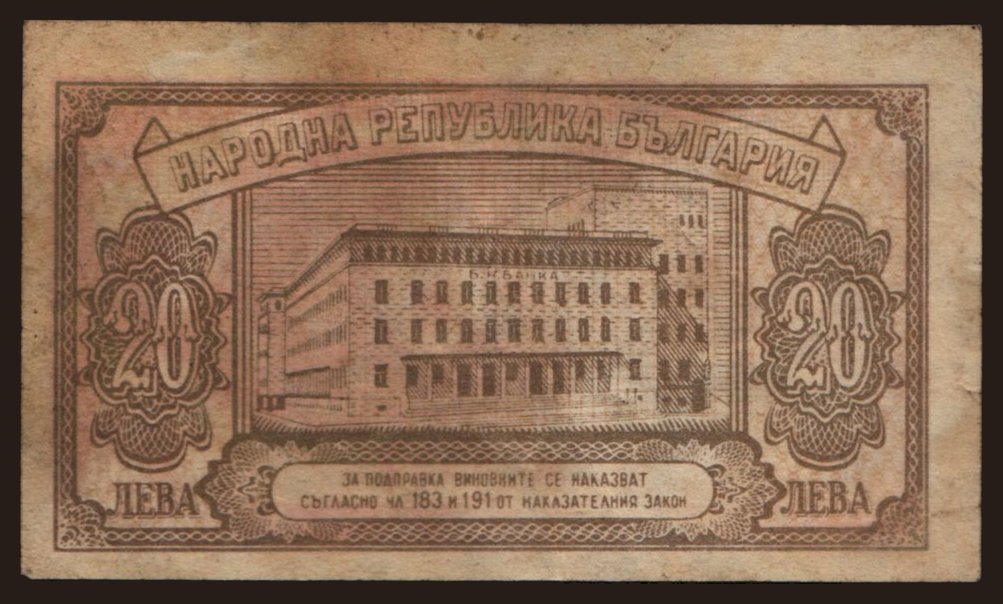 НАРОДНА РЕПУБЛИКА БЪЛГАРИЯ
Б.Н.БАНКА
20
20
ЛЕВА
ЛЕВА
ЗА ПОДПРАВКА ВИНОВНИТЕ СЕ НАКАЗВАТ
СЪГЛАСНО ЧЛ 183 И 191 ОТ НАКАЗАТЕЛНИЯ ЗАКОН